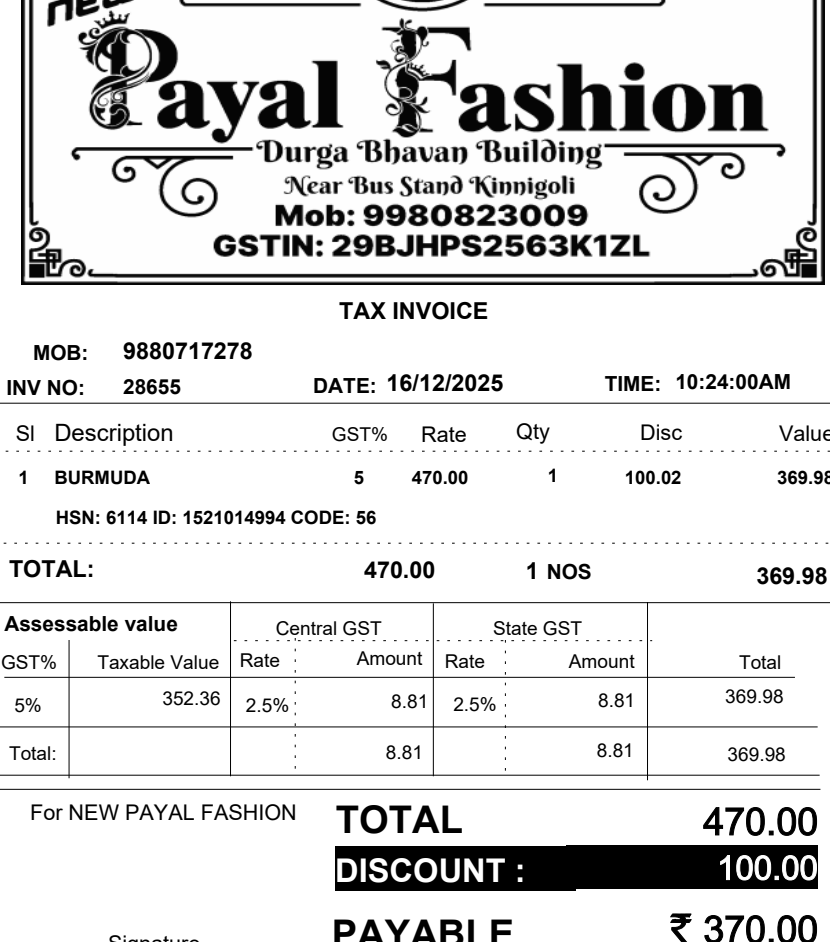 new
Payal Fashion
Durga Bhavan Building
Near Bus Stand Kinnigoli
Mob: 9980823009
GSTIN: 29BJHPS2563K1ZL
TAX INVOICE
MOB: 9880717278
INV NO: 28655 DATE: 16/12/2025 TIME: 10:24:00AM
Sl Description GST% Rate Qty Disc Value
1 BURMUDA 5 470.00 1 100.02 369.98
HSN: 6114 ID: 1521014994 CODE: 56
TOTAL: 470.00 1 NOS 369.98
Assessable value Central GST State GST
GST% Taxable Value Rate Amount Rate Amount Total
5% 352.36 2.5% 8.81 2.5% 8.81 369.98
Total: 8.81 8.81 369.98
For NEW PAYAL FASHION TOTAL 470.00
DISCOUNT : 100.00
Signature PAYABLE ₹ 370.00